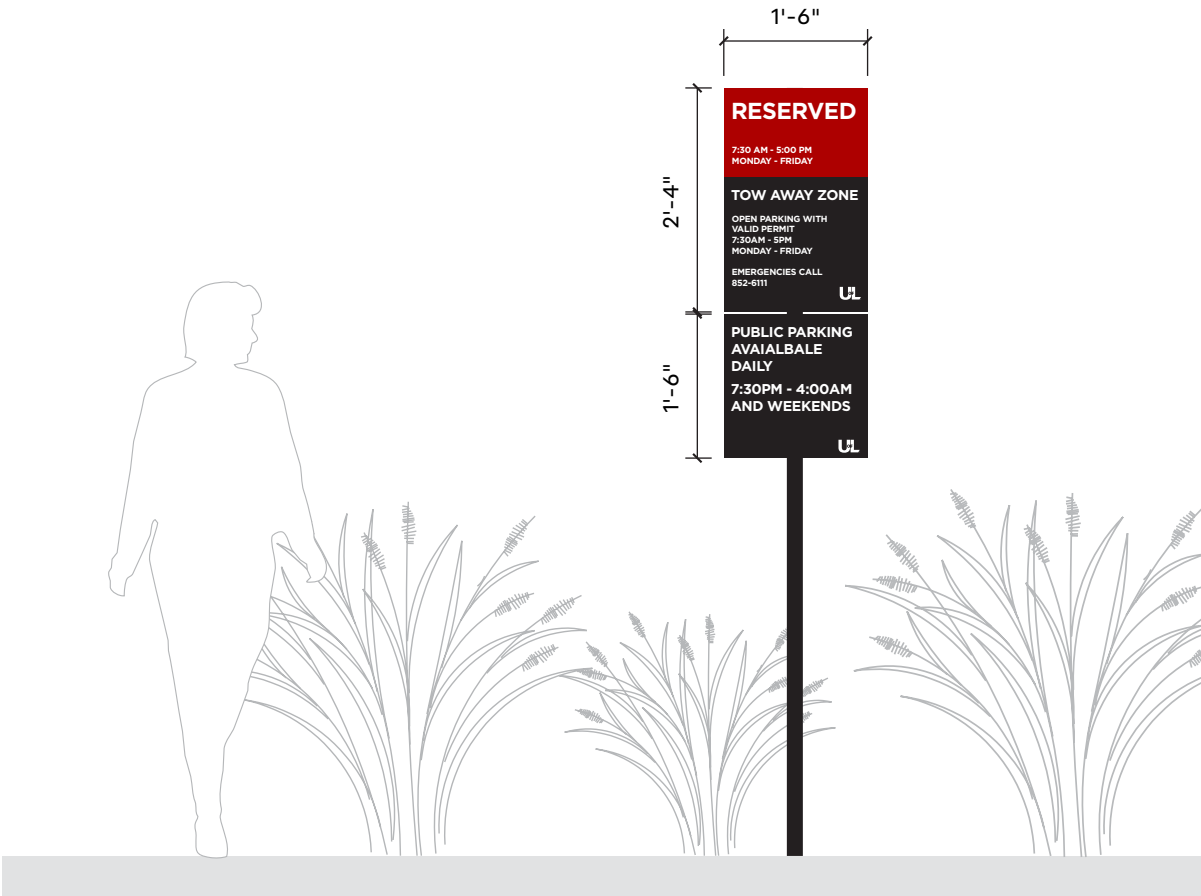 1'-6"
RESERVED
7:30 AM - 5:00 PM
MONDAY - FRIDAY
2'-4"
TOW AWAY ZONE
OPEN PARKING WITH
VALID PERMIT
7:30AM - 5PM
MONDAY - FRIDAY
EMERGENCIES CALL
852-6111
UL
1'-6"
PUBLIC PARKING
AVAIALBALE
DAILY
7:30PM - 4:00AM
AND WEEKENDS
UL